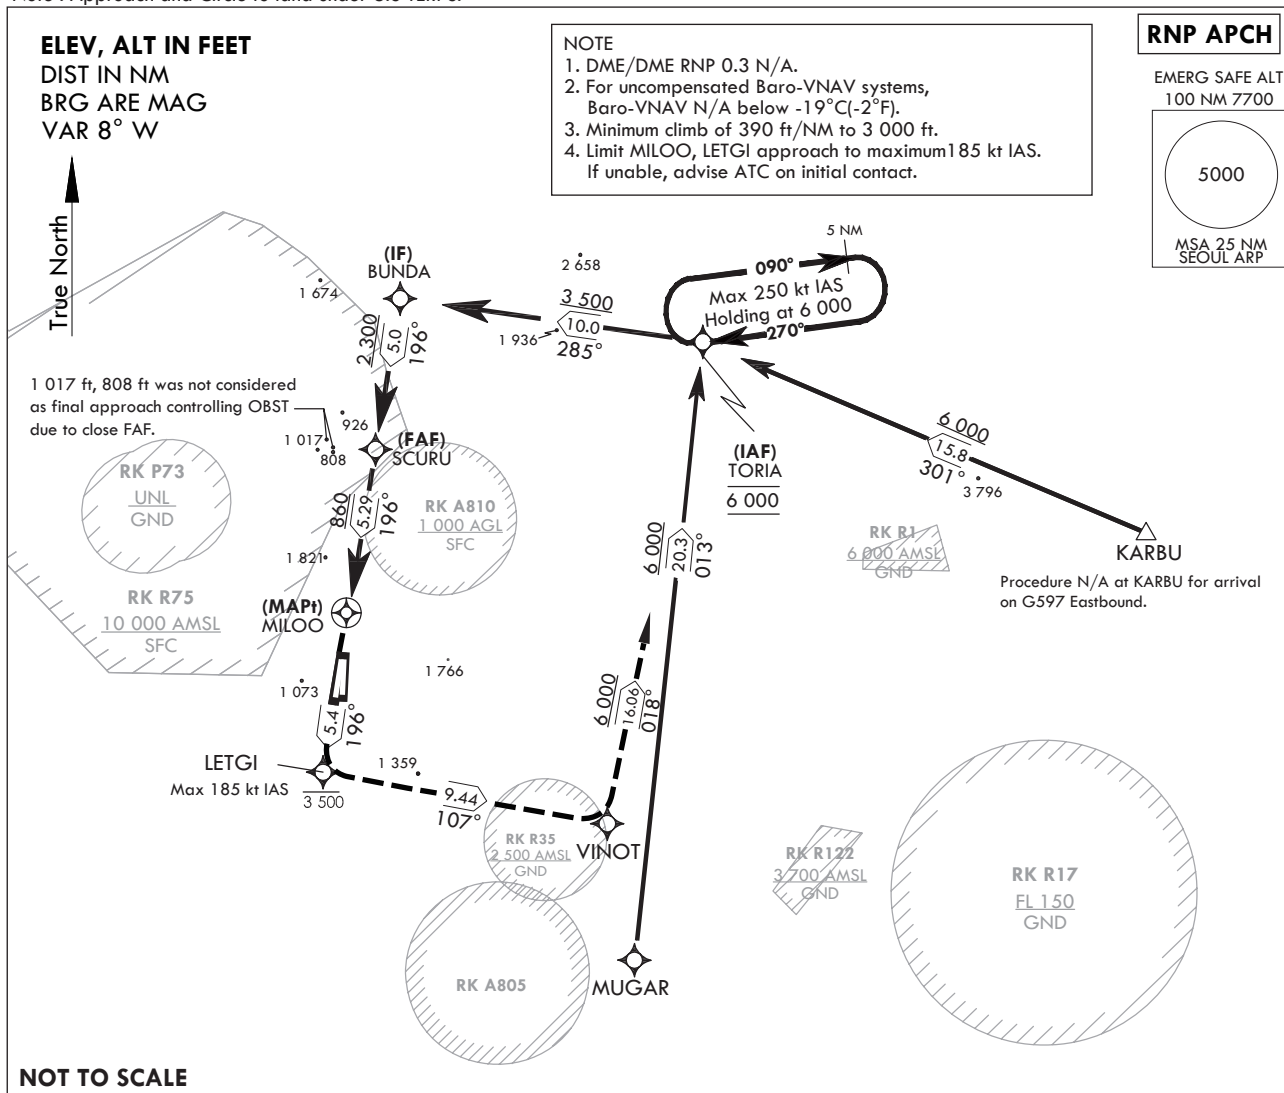 ELEV, ALT IN FEET
DIST IN NM
BRG ARE MAG
VAR 8° W
True North
NOTE
1. DME/DME RNP 0.3 N/A.
2. For uncompensated Baro-VNAV systems,
Baro-VNAV N/A below -19°C(-2°F).
3. Minimum climb of 390 ft/NM to 3 000 ft.
4. Limit MILOO, LETGI approach to maximum185 kt IAS.
If unable, advise ATC on initial contact.
RNP APCH
EMERG SAFE ALT
100 NM 7700
5000
MSA 25 NM
SEOUL ARP
5 NM
090°
Max 250 kt IAS
Holding at 6 000
270°
(IF)
BUNDA
2 658
1 674
3 500
10.0
285°
1 936
2 300
5.0
196°
1 017 ft, 808 ft was not considered
as final approach controlling OBST
due to close FAF.
926
1 017
808
(FAF)
SCURU
(IAF)
TORIA
6 000
6 000
15.8
301°
3 796
KARBU
Procedure N/A at KARBU for arrival
on G597 Eastbound.
RK P73
UNL
GND
RK A810
1 000 AGL
SFC
860
5.29
196°
1 821
RK R1
6 000 AMSL
GND
6 000
20.3
013°
RK R75
10 000 AMSL
SFC
(MAPt)
MILOO
1 766
1 073
5.4
196°
6 000
16.06
018°
LETGI
Max 185 kt IAS
3 500
1 359
9.44
107°
RK R35
2 500 AMSL
GND
VINOT
RK R122
3 700 AMSL
GND
RK R17
FL 150
GND
RK A805
MUGAR
NOT TO SCALE